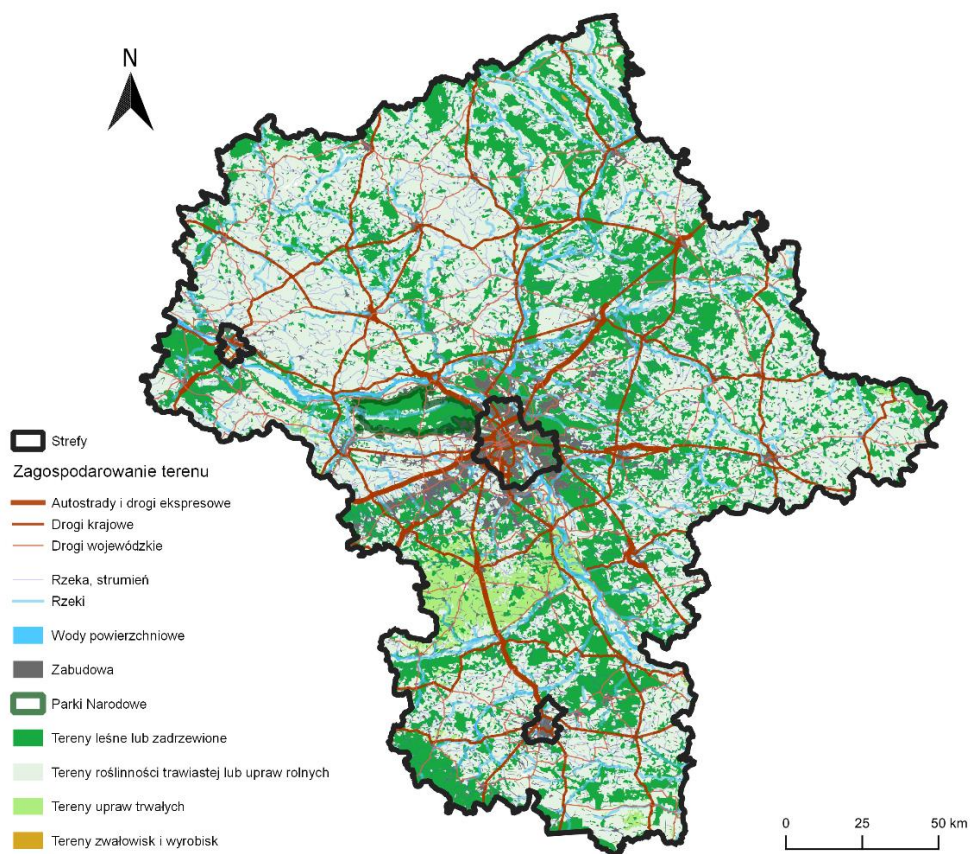 N
Strefy
Zagospodarowanie terenu
Autostrady i drogi ekspresowe
Drogi krajowe
Drogi wojewódzkie
Rzeka, strumień
Rzeki
Wody powierzchniowe
Zabudowa
Parki Narodowe
Tereny leśne lub zadrzewione
Tereny roślinności trawiastej lub upraw rolnych
Tereny upraw trwałych
Tereny zwałowisk i wyrobisk
0 25 50 km